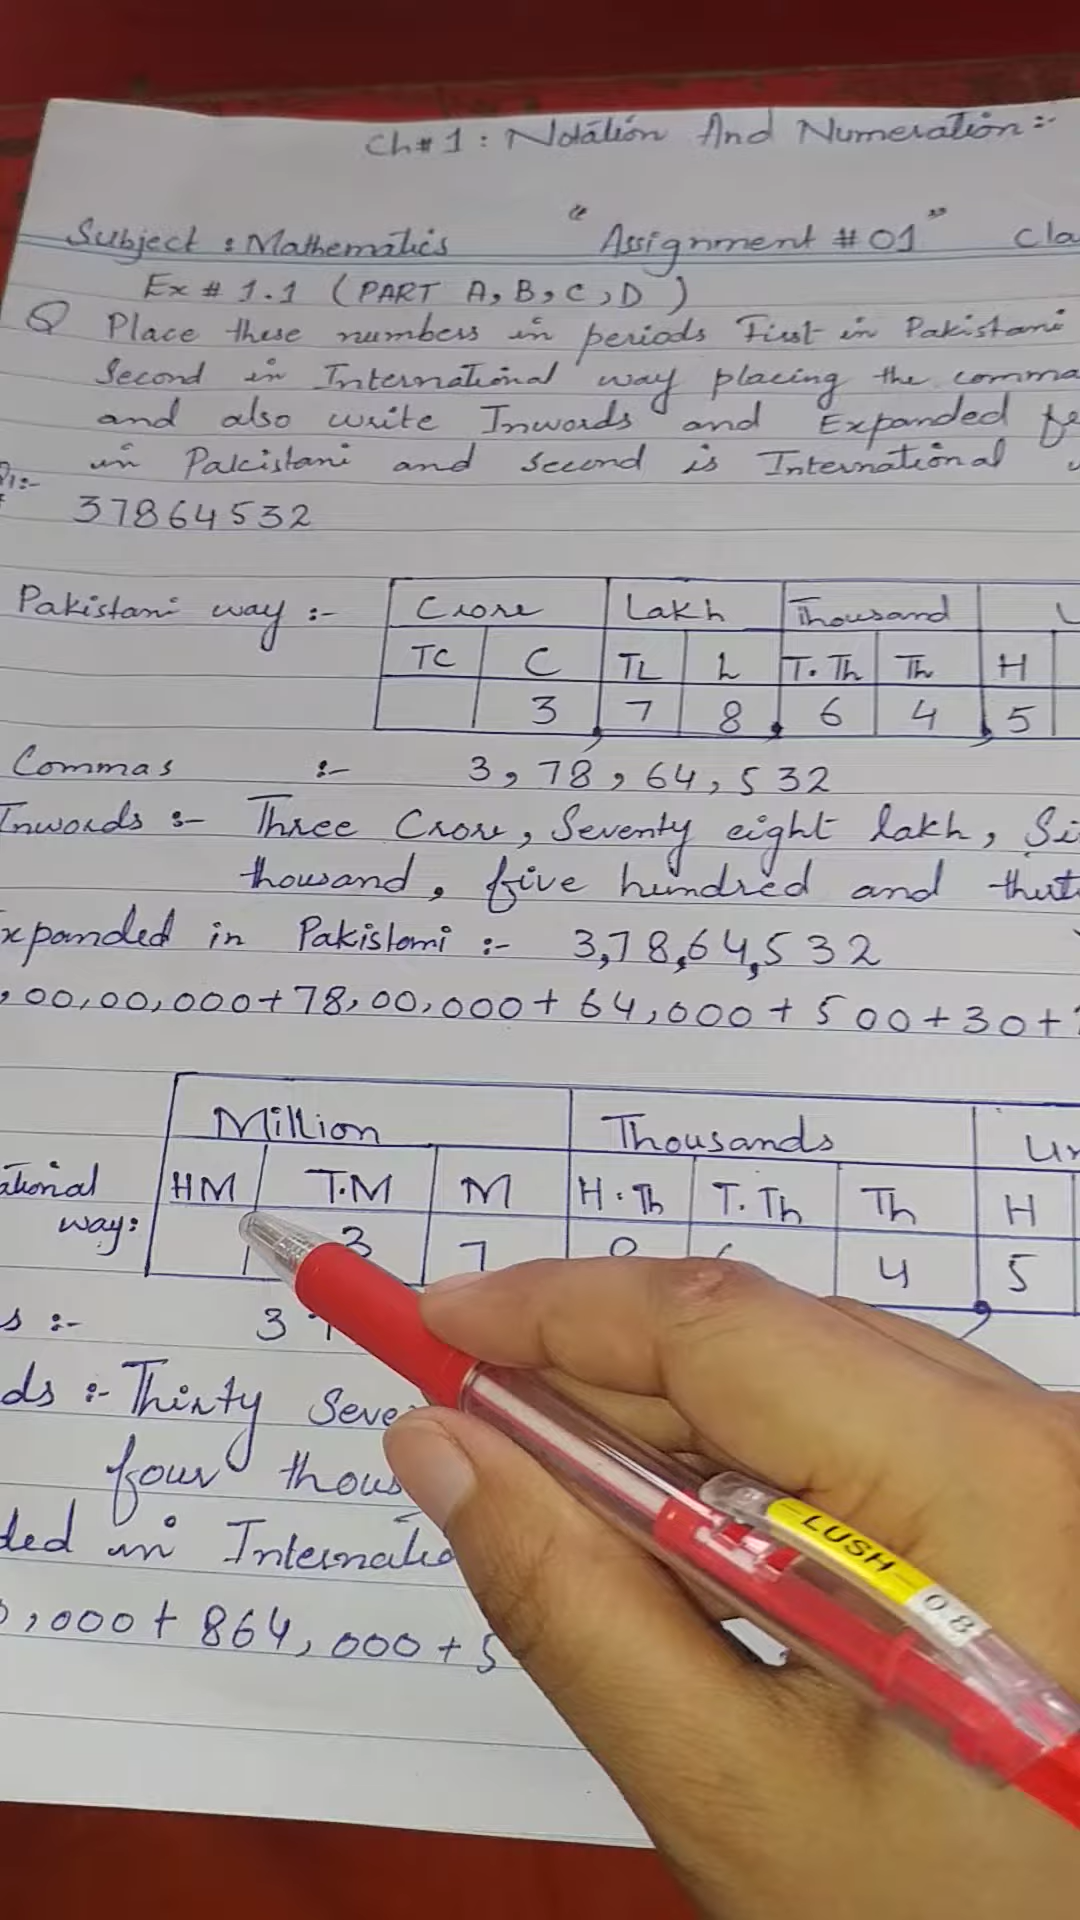 Ch# 1 : Notation And Numeration :-
Subject : Mathematics "Assignment # 01"
Ex # 1.1 (PART A, B, C, D)
Q Place these numbers in periods First in Pakistani
Second in International way placing the comma
and also write Inwords and Expanded
in Pakistani and second is International
37864532
Pakistani way :- Crore Lakh Thousand
TC C TL L T.Th Th H
3, 7 8, 6 4, 5
Commas :- 3,78,64,532
Inwords :- Three Crore, Seventy eight lakh,
thousand, five hundred and
Expanded in Pakistani :- 3,78,64,532
,00,00,000+78,00,000+64,000+500+30+
Million Thousands
HM T.M M H.Th T.Th Th H
way: 3 7 4 5
:- 3
:- Thirty
four
in
,000+864,000+5
LUSH 0.8